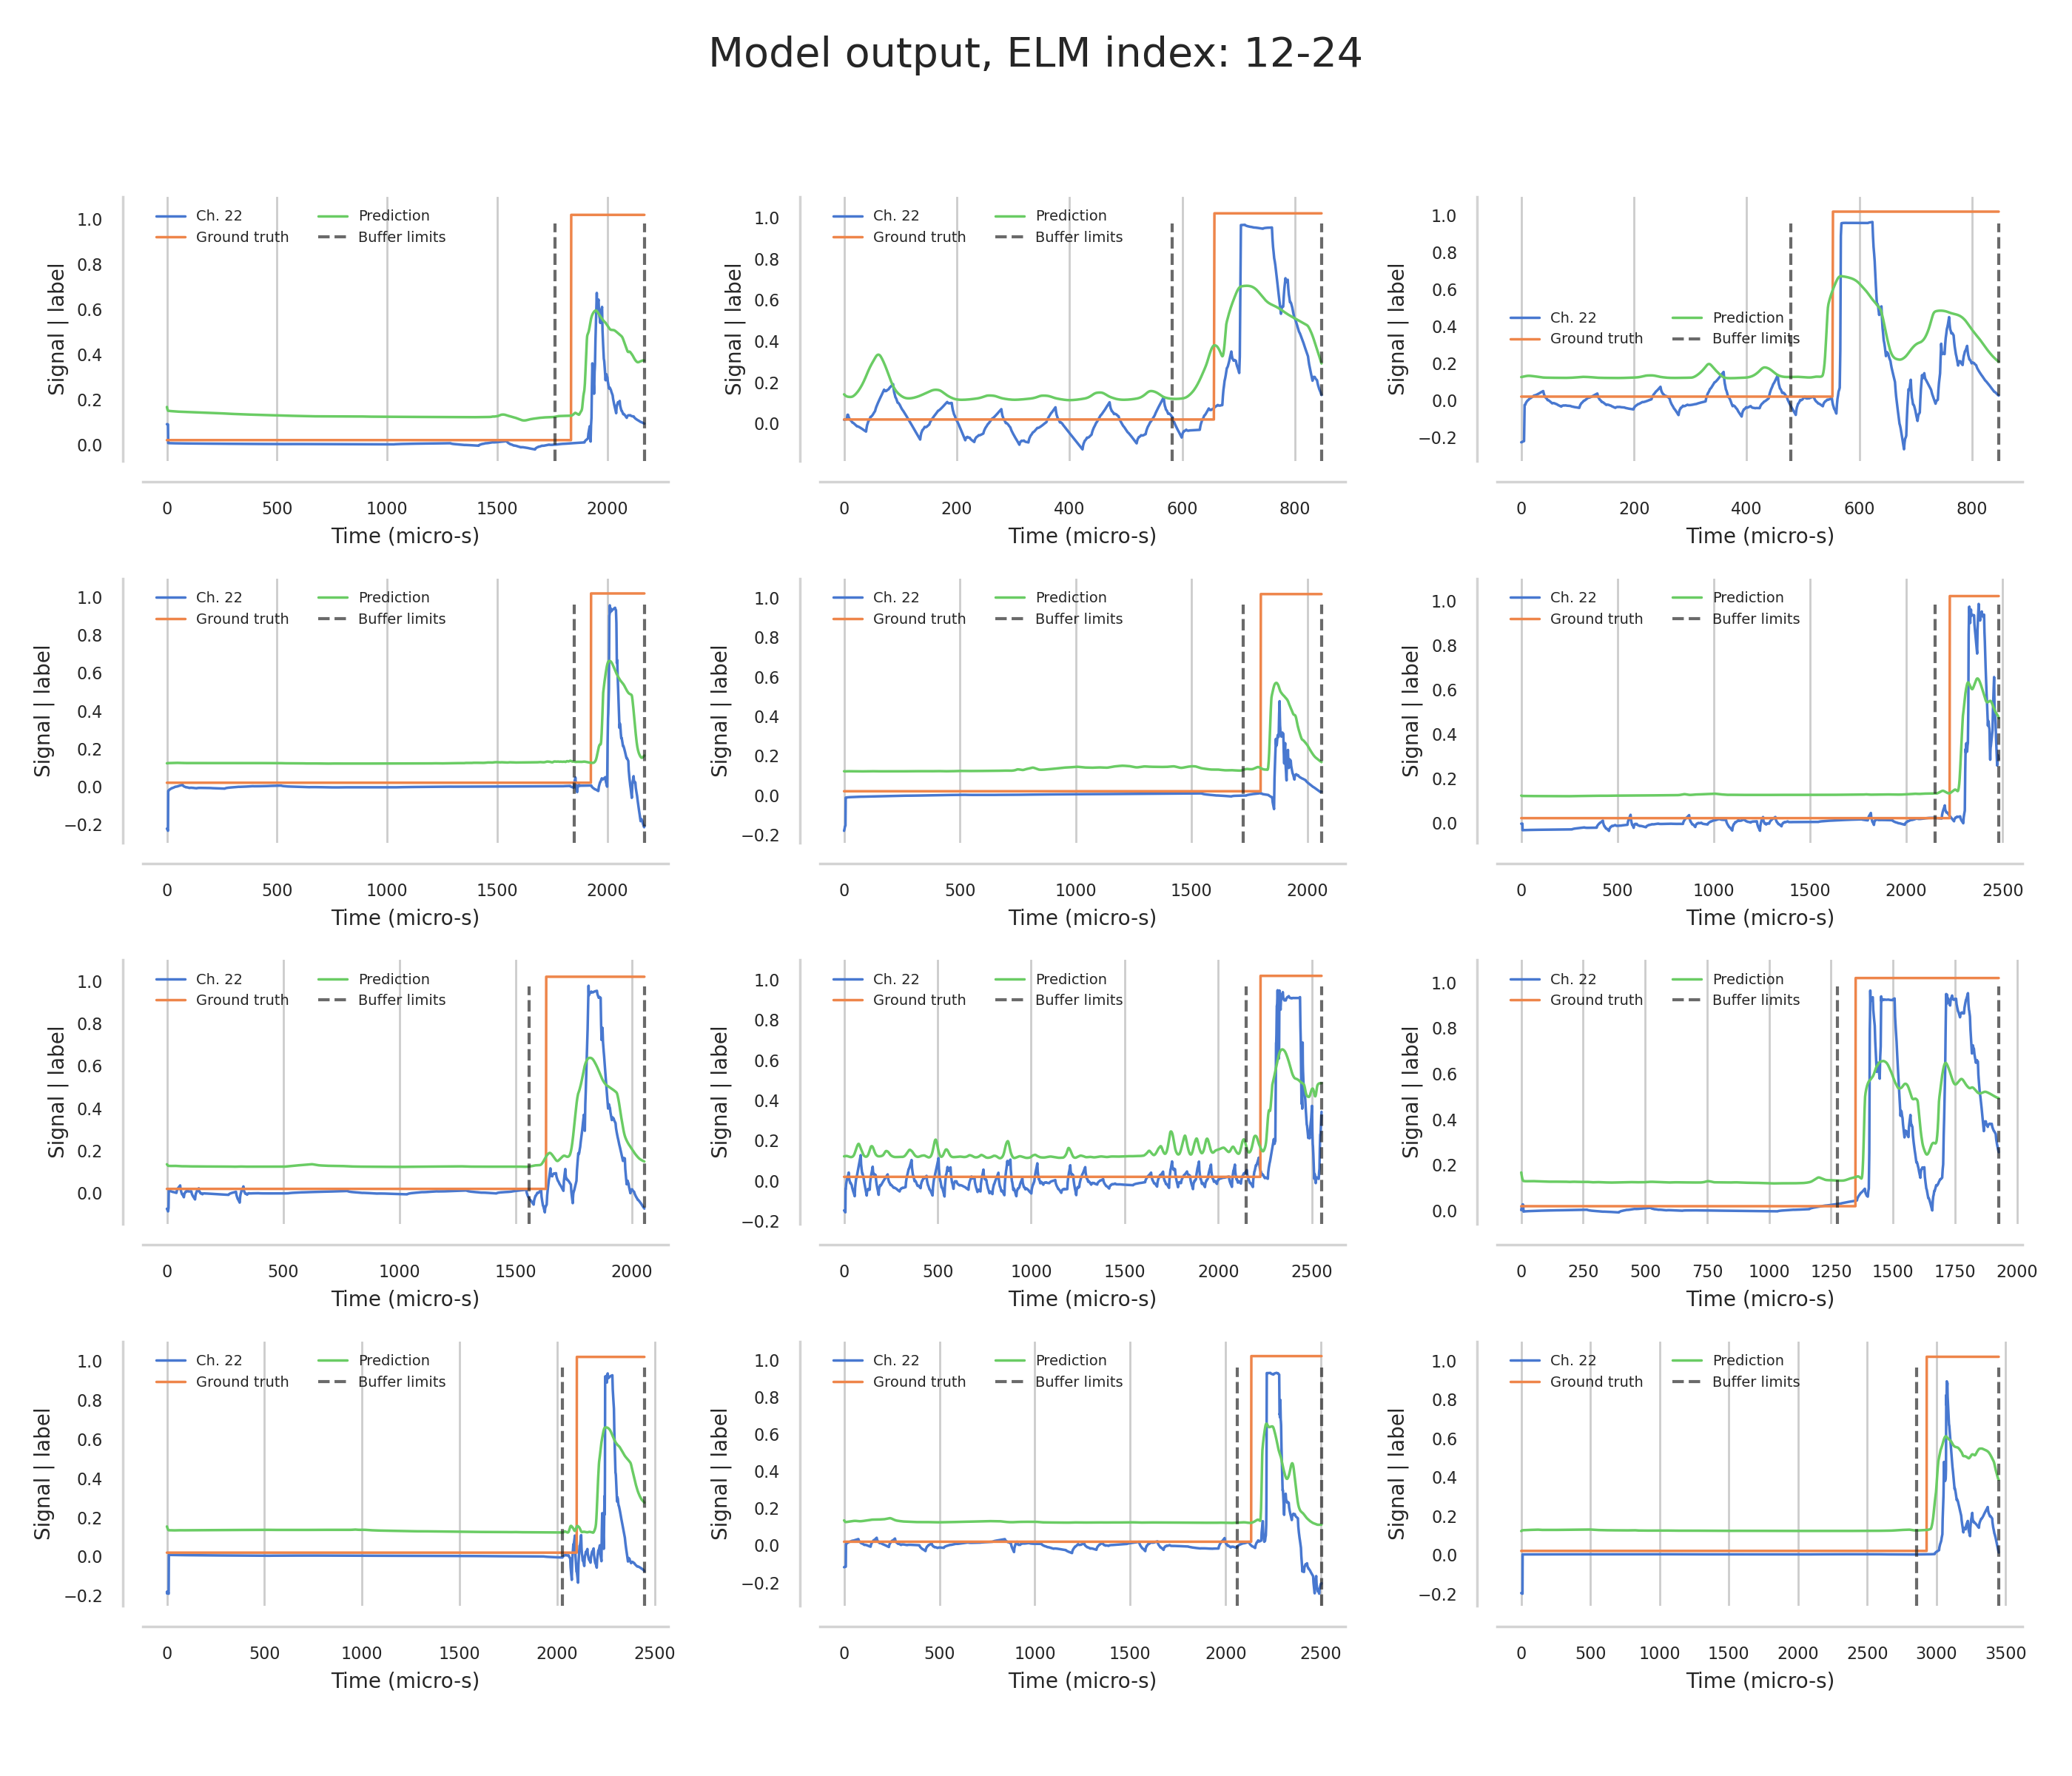 Model output, ELM index: 12-24
Signal | label
1.0
0.8
0.6
0.4
0.2
0.0
Ch. 22
Ground truth
Prediction
Buffer limits
0 500 1000 1500 2000
Time (micro-s)
Signal | label
1.0
0.8
0.6
0.4
0.2
0.0
Ch. 22
Ground truth
Prediction
Buffer limits
0 200 400 600 800
Time (micro-s)
Signal | label
1.0
0.8
0.6
0.4
0.2
0.0
−0.2
Ch. 22
Ground truth
Prediction
Buffer limits
0 200 400 600 800
Time (micro-s)
Signal | label
1.0
0.8
0.6
0.4
0.2
0.0
−0.2
Ch. 22
Ground truth
Prediction
Buffer limits
0 500 1000 1500 2000
Time (micro-s)
Signal | label
1.0
0.8
0.6
0.4
0.2
0.0
−0.2
Ch. 22
Ground truth
Prediction
Buffer limits
0 500 1000 1500 2000
Time (micro-s)
Signal | label
1.0
0.8
0.6
0.4
0.2
0.0
Ch. 22
Ground truth
Prediction
Buffer limits
0 500 1000 1500 2000 2500
Time (micro-s)
Signal | label
1.0
0.8
0.6
0.4
0.2
0.0
Ch. 22
Ground truth
Prediction
Buffer limits
0 500 1000 1500 2000
Time (micro-s)
Signal | label
1.0
0.8
0.6
0.4
0.2
0.0
−0.2
Ch. 22
Ground truth
Prediction
Buffer limits
0 500 1000 1500 2000 2500
Time (micro-s)
Signal | label
1.0
0.8
0.6
0.4
0.2
0.0
Ch. 22
Ground truth
Prediction
Buffer limits
0 250 500 750 1000 1250 1500 1750 2000
Time (micro-s)
Signal | label
1.0
0.8
0.6
0.4
0.2
0.0
−0.2
Ch. 22
Ground truth
Prediction
Buffer limits
0 500 1000 1500 2000 2500
Time (micro-s)
Signal | label
1.0
0.8
0.6
0.4
0.2
0.0
−0.2
Ch. 22
Ground truth
Prediction
Buffer limits
0 500 1000 1500 2000 2500
Time (micro-s)
Signal | label
1.0
0.8
0.6
0.4
0.2
0.0
−0.2
Ch. 22
Ground truth
Prediction
Buffer limits
0 500 1000 1500 2000 2500 3000 3500
Time (micro-s)